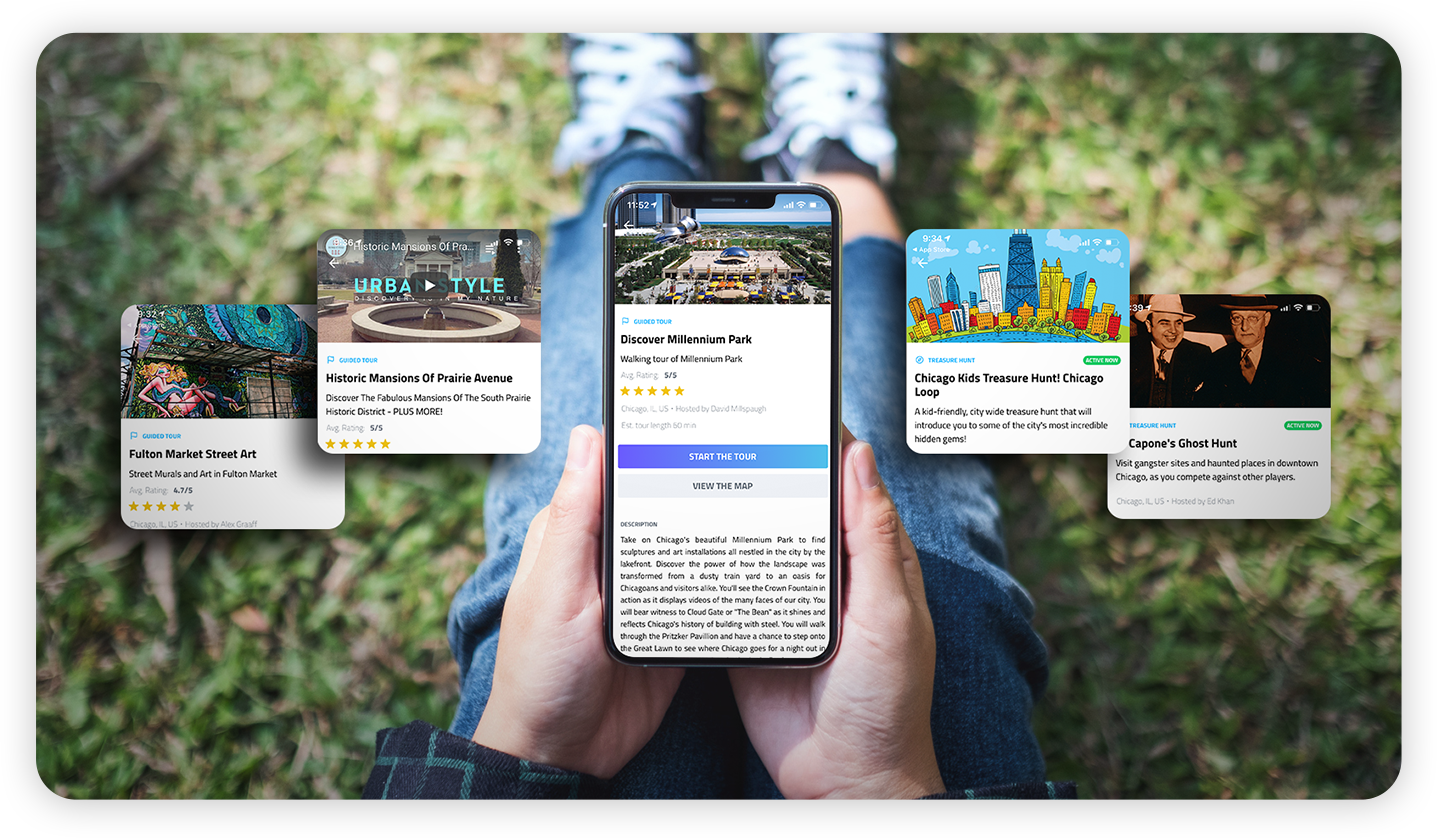 9:32
GUIDED TOUR
Fulton Market Street Art
Street Murals and Art in Fulton Market
Avg. Rating: 4.7/5
Chicago, IL, US • Hosted by Alex Graaff
Historic Mansions Of Pra...
URBAN STYLE
DISCOVER IN MY NATURE
GUIDED TOUR
Historic Mansions Of Prairie Avenue
Discover The Fabulous Mansions Of The South Prairie
Historic District - PLUS MORE!
Avg. Rating: 5/5
11:52
GUIDED TOUR
Discover Millennium Park
Walking tour of Millennium Park
Avg. Rating: 5/5
Chicago, IL, US • Hosted by David Millspaugh
Est. tour length 60 min
START THE TOUR
VIEW THE MAP
DESCRIPTION
Take on Chicago's beautiful Millennium Park to find
sculptures and art installations all nestled in the city by the
lakefront. Discover the power of how the landscape was
transformed from a dusty train yard to an oasis for
Chicagoans and visitors alike. You'll see the Crown Fountain in
action as it displays videos of the many faces of our city. You
will bear witness to Cloud Gate or "The Bean" as it shines and
reflects Chicago's history of building with steel. You will walk
through the Pritzker Pavilion and have a chance to step onto
the Great Lawn to see where Chicago goes for a night out in
9:34
App Store
TREASURE HUNT
ACTIVE NOW
Chicago Kids Treasure Hunt! Chicago
Loop
A kid-friendly, city wide treasure hunt that will
introduce you to some of the city's most incredible
hidden gems!
:39
TREASURE HUNT
ACTIVE NOW
Capone's Ghost Hunt
Visit gangster sites and haunted places in downtown
Chicago, as you compete against other players.
Chicago, IL, US • Hosted by Ed Khan